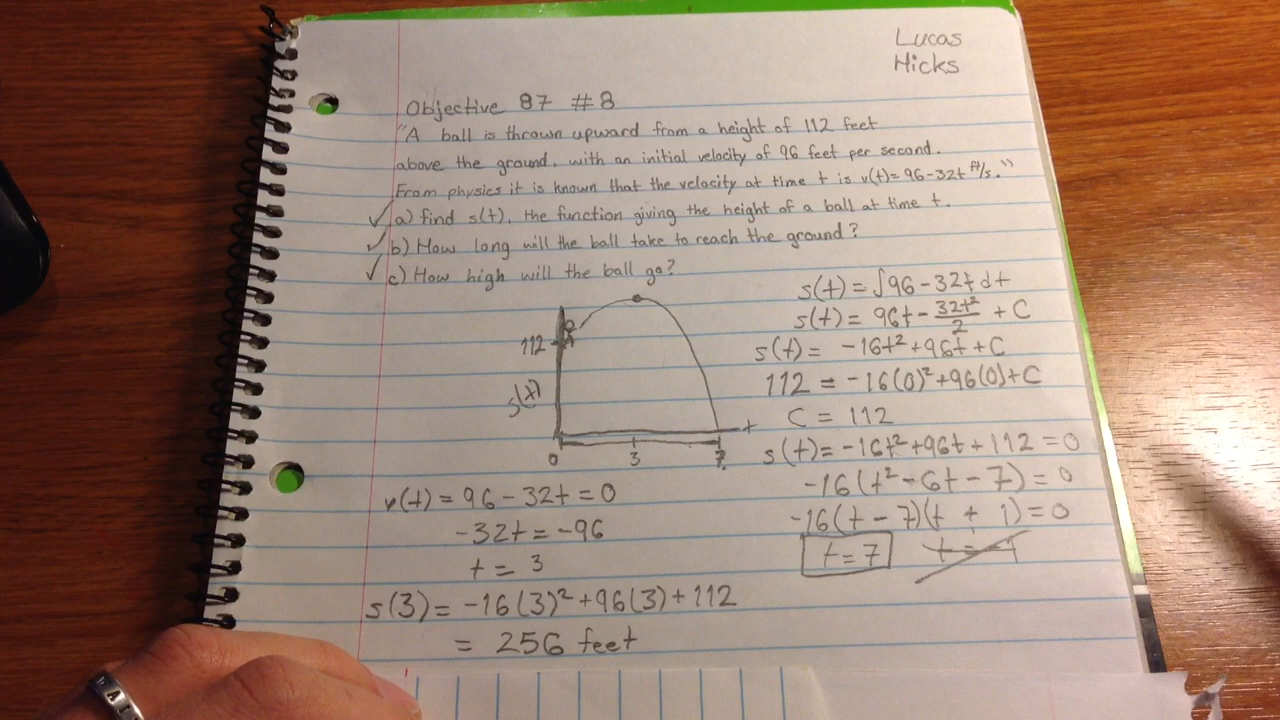 Lucas
Hicks
Objective 87 #8
"A ball is thrown upward from a height of 112 feet
above the ground, with an initial velocity of 96 feet per second.
From physics it is known that the velocity at time t is v(t)=96-32t ft/s."
✓ a) find s(t), the function giving the height of a ball at time t.
✓ b) How long will the ball take to reach the ground?
✓ c) How high will the ball go?
112
s(t)
t
0 3 7
s(t) = ∫96-32t dt
s(t) = 96t - 32t²/2 + C
s(t) = -16t² + 96t + C
112 = -16(0)² + 96(0) + C
C = 112
s(t) = -16t² + 96t + 112 = 0
-16(t² - 6t - 7) = 0
-16(t - 7)(t + 1) = 0
t = 7 t = -1
v(t) = 96 - 32t = 0
-32t = -96
t = 3
s(3) = -16(3)² + 96(3) + 112
= 256 feet